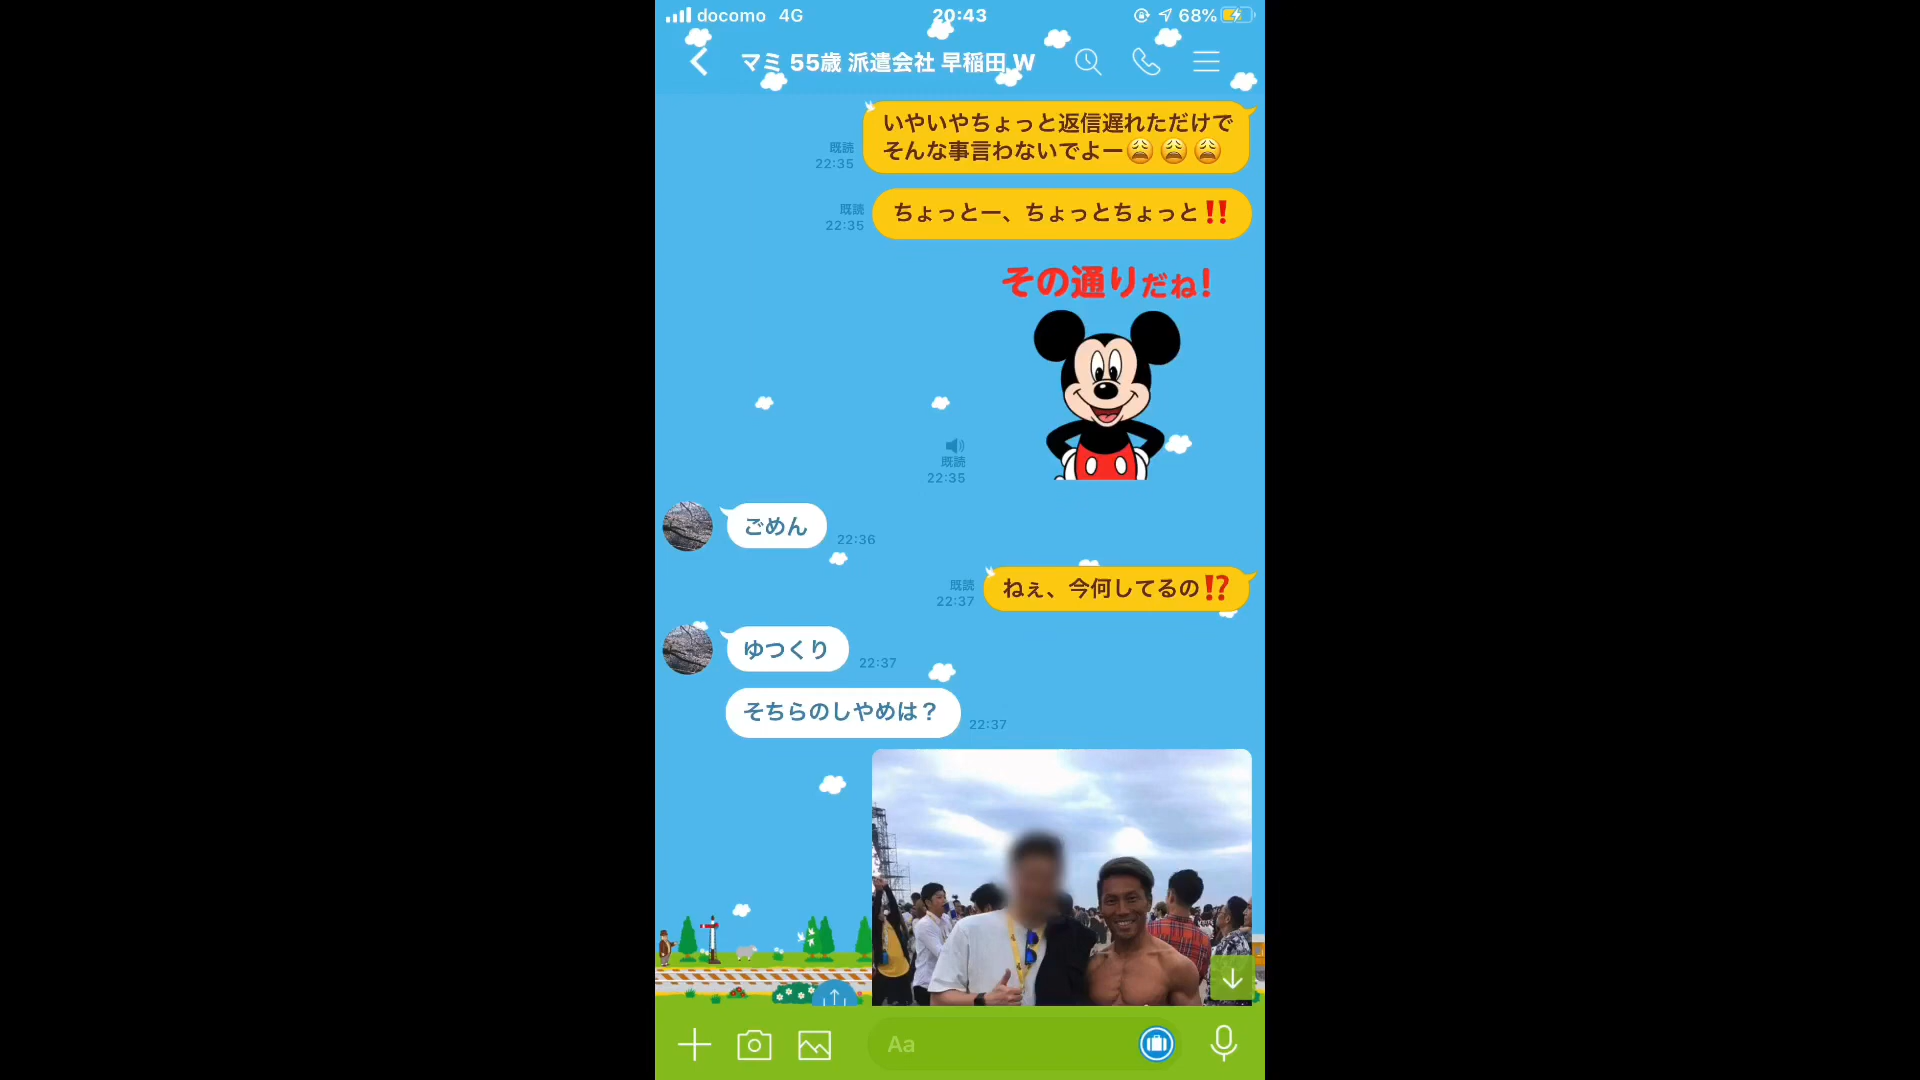 docomo 4G 20:43 68%
マミ 55歳 派遣会社 早稲田 W
いやいやちょっと返信遅れただけで
そんな事言わないでよー😩😩😩
既読
22:35
ちょっとー、ちょっとちょっと‼️
既読
22:35
その通りだね!
既読
22:35
ごめん
22:36
ねぇ、今何してるの⁉️
既読
22:37
ゆつくり
22:37
そちらのしやめは?
22:37
Aa